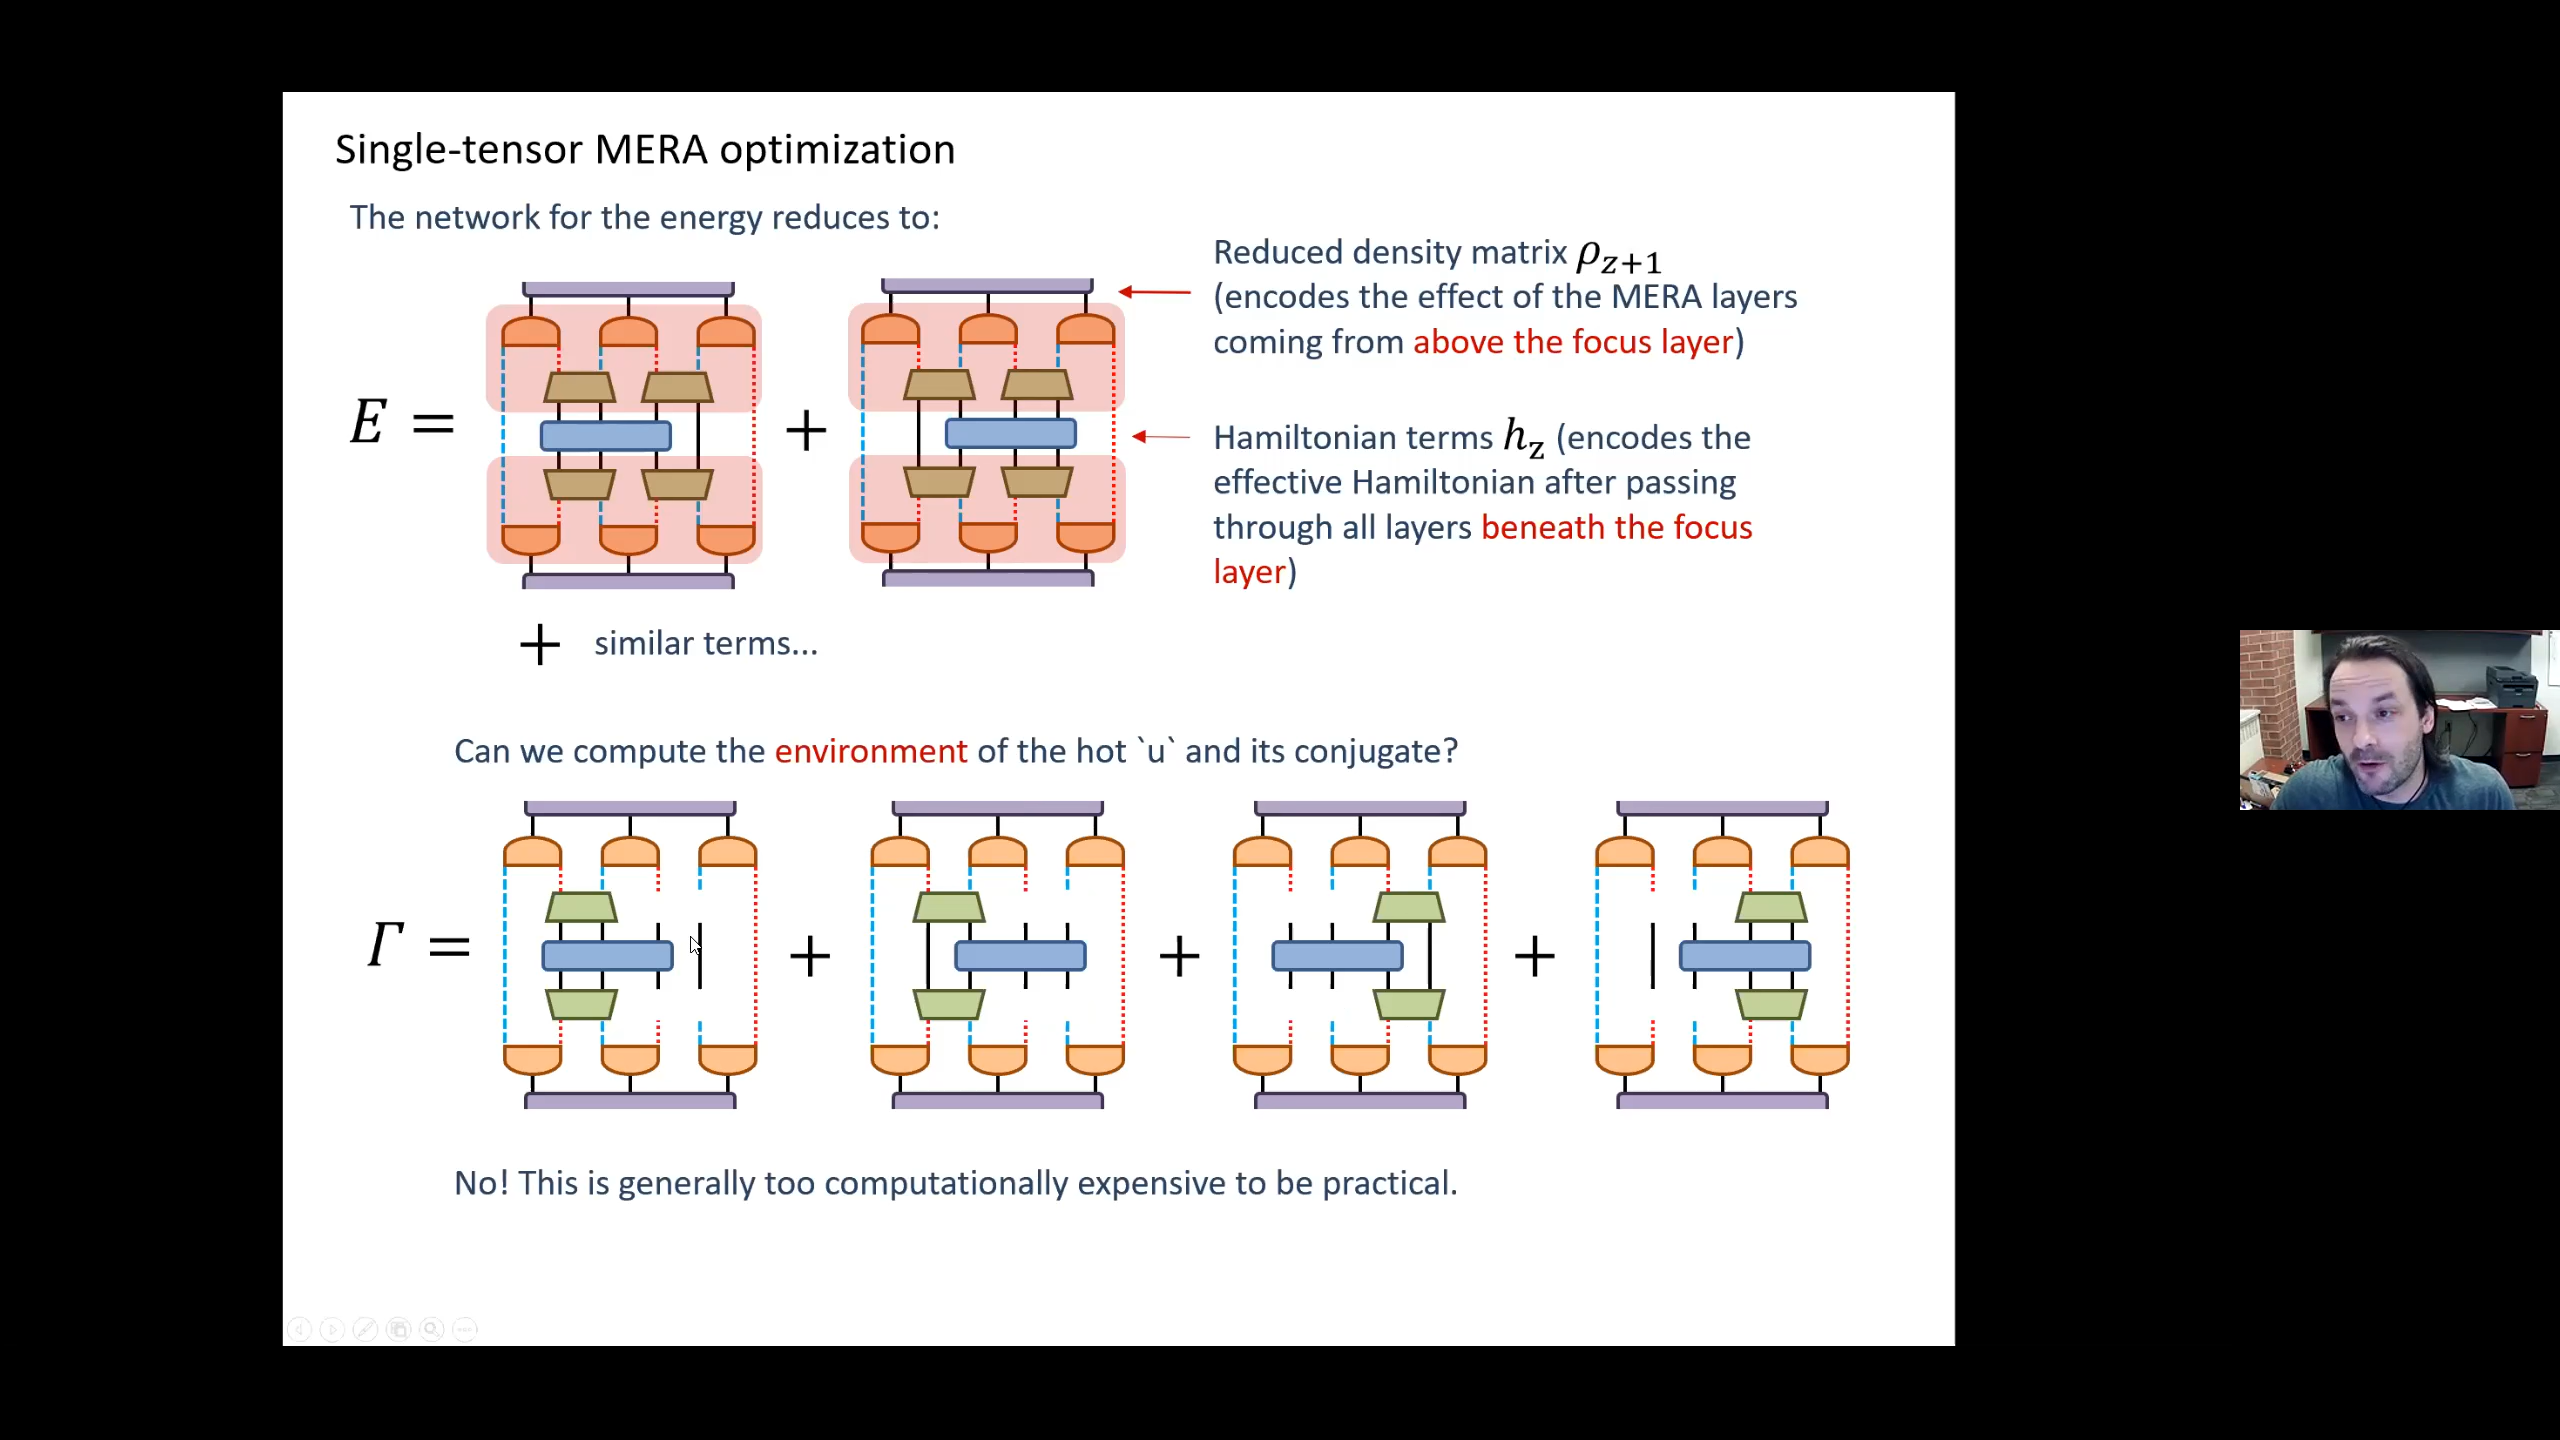 Single-tensor MERA optimization
The network for the energy reduces to:
Reduced density matrix ρ_{z+1}
(encodes the effect of the MERA layers
coming from above the focus layer)
E = +
Hamiltonian terms h_z (encodes the
effective Hamiltonian after passing
through all layers beneath the focus
layer)
+ similar terms...
Can we compute the environment of the hot `u` and its conjugate?
Γ = + + +
No! This is generally too computationally expensive to be practical.